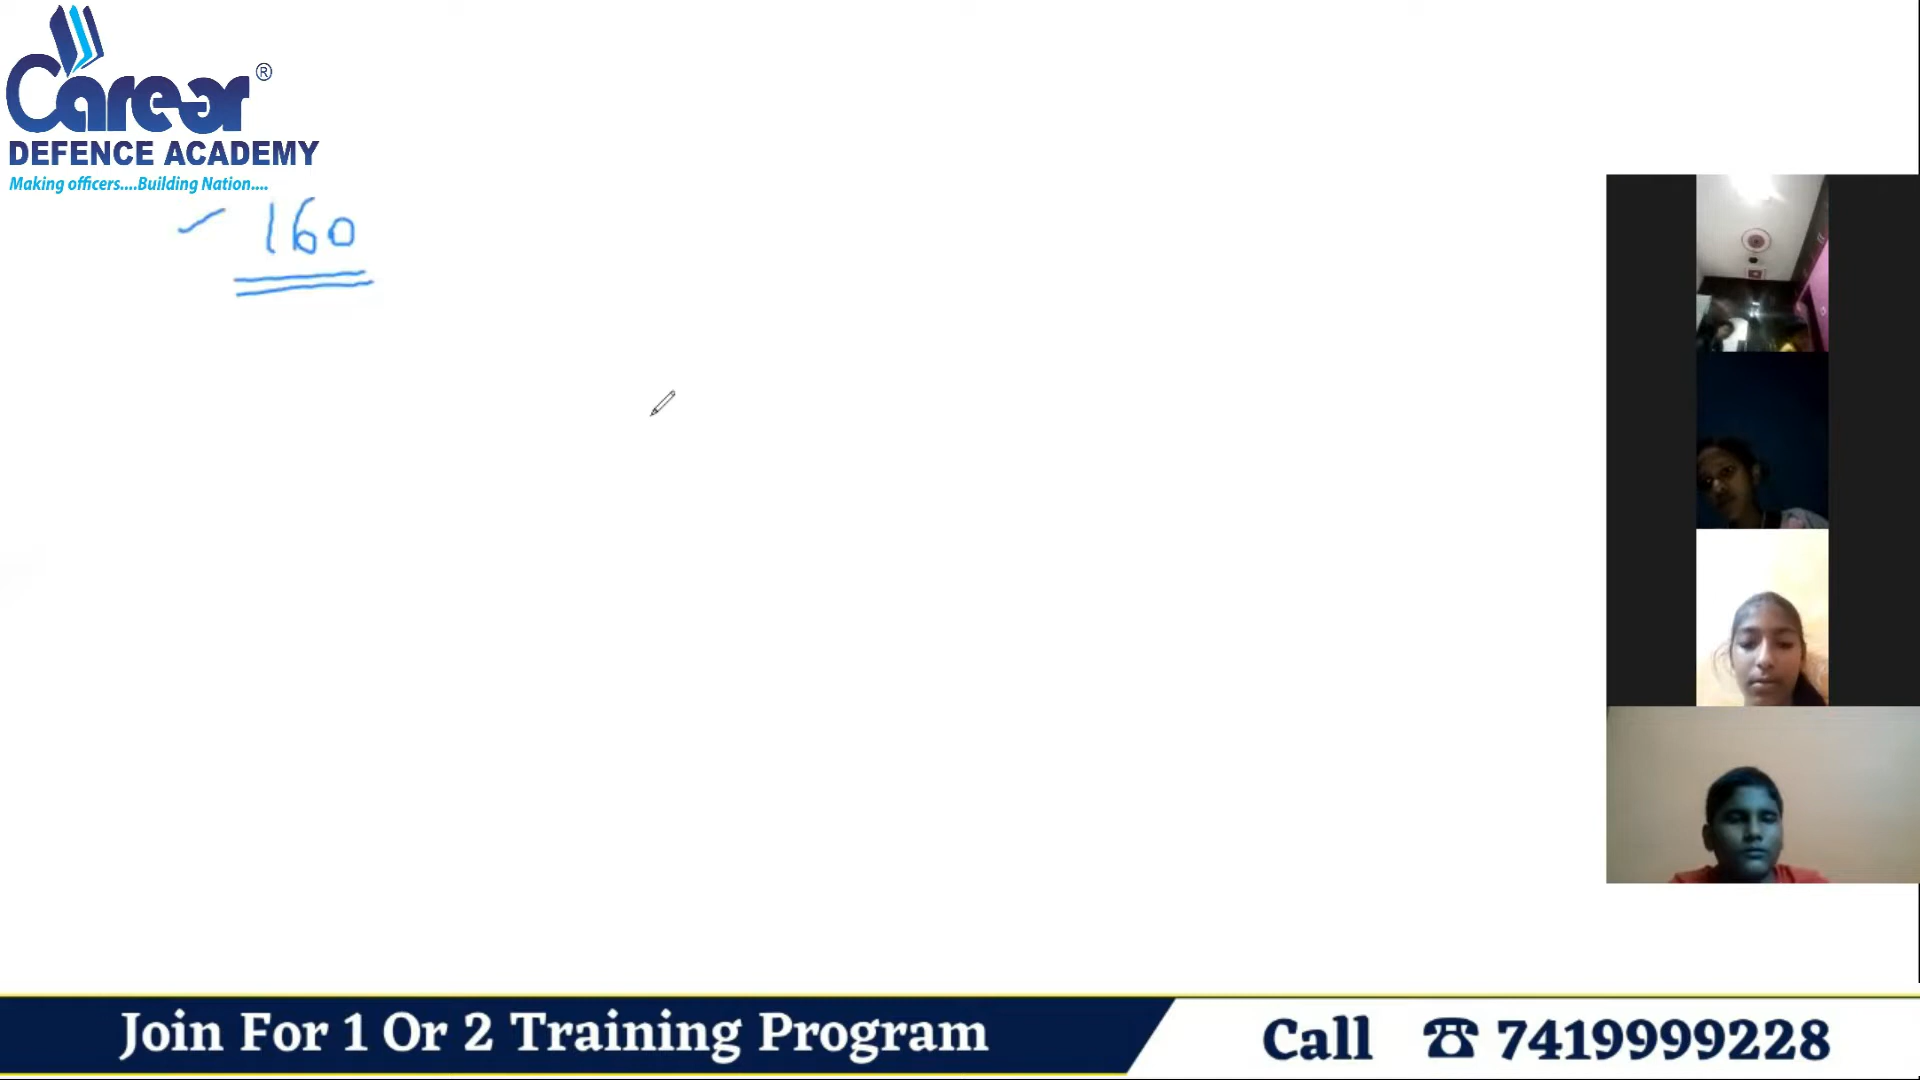 Career®
DEFENCE ACADEMY
Making officers....Building Nation....
- 160
Join For 1 Or 2 Training Program
Call ☎ 7419999228